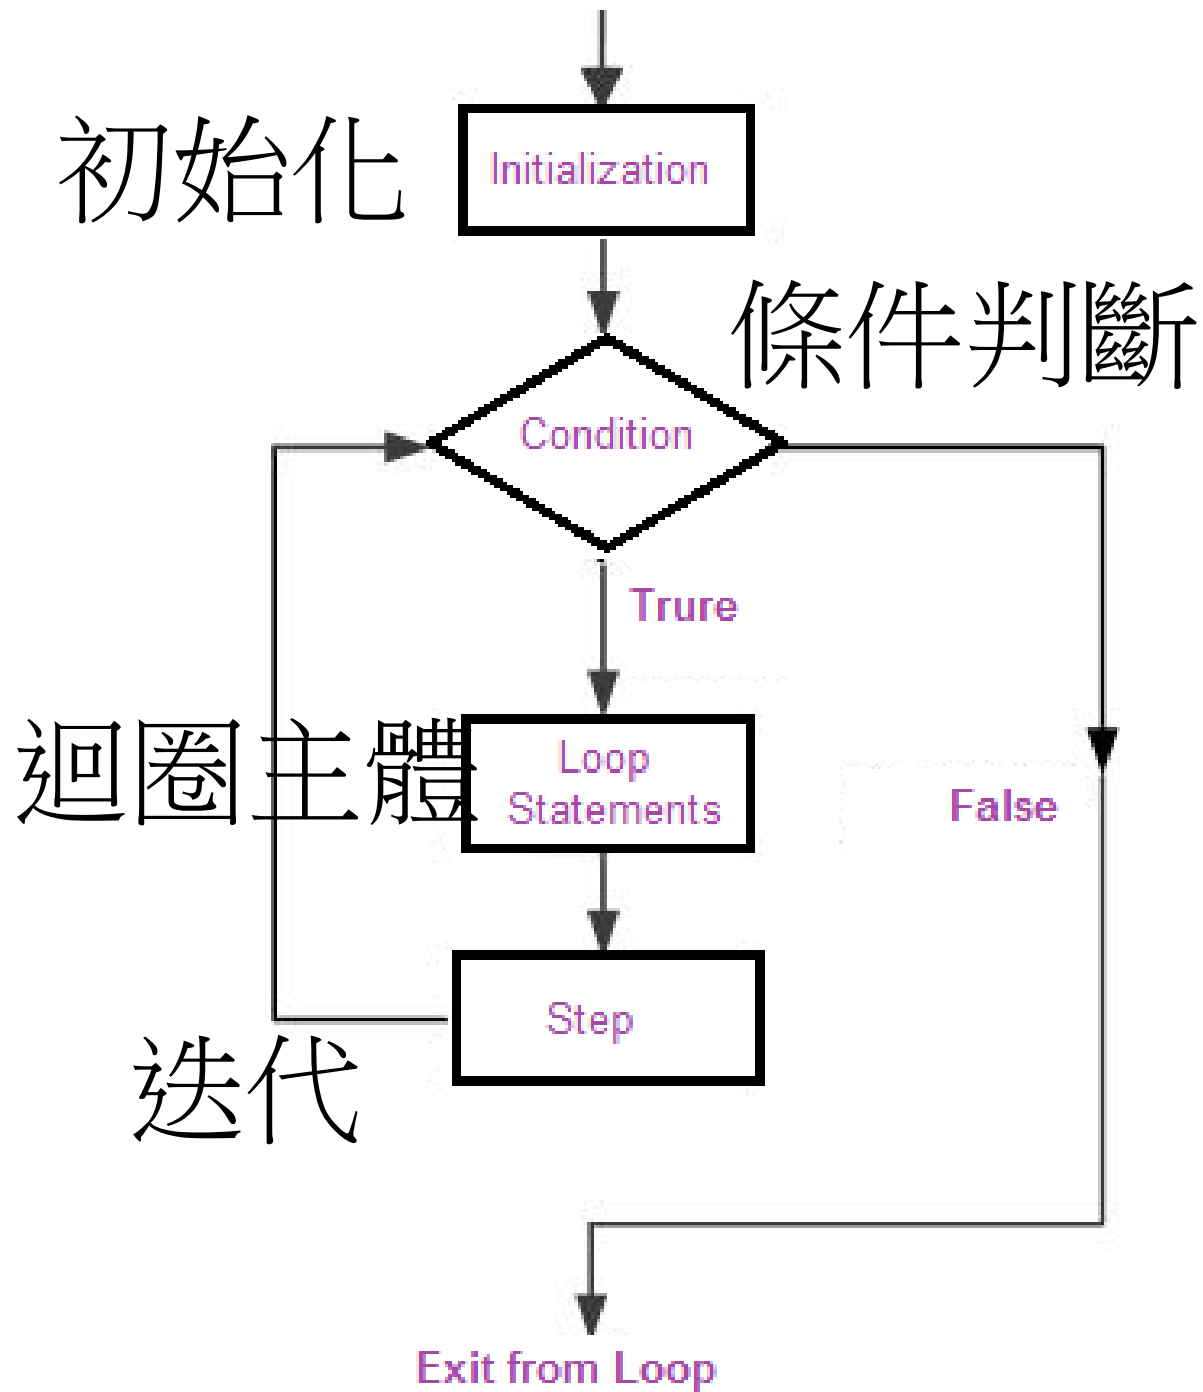 初始化
Initialization
條件判斷
Condition
Trure
迴圈主體
Loop
Statements
False
Step
迭代
Exit from Loop